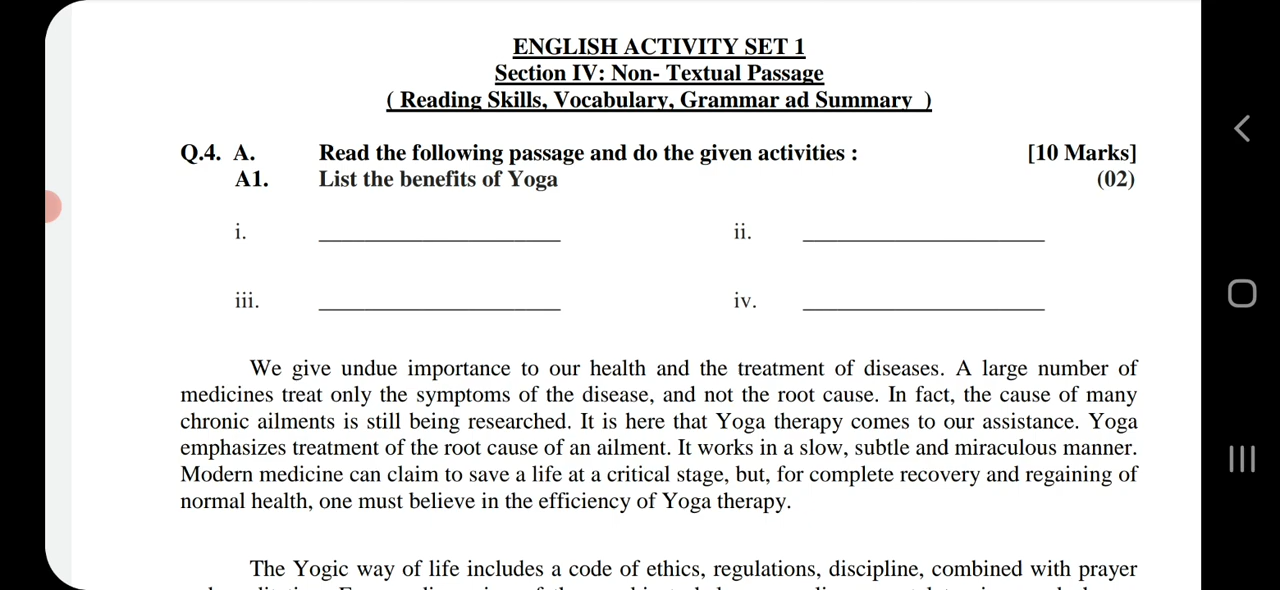 ENGLISH ACTIVITY SET 1
Section IV: Non- Textual Passage
( Reading Skills, Vocabulary, Grammar ad Summary )
Q.4. A. Read the following passage and do the given activities : [10 Marks]
A1. List the benefits of Yoga (02)
i. ______________________ ii. ______________________
iii. ______________________ iv. ______________________
We give undue importance to our health and the treatment of diseases. A large number of
medicines treat only the symptoms of the disease, and not the root cause. In fact, the cause of many
chronic ailments is still being researched. It is here that Yoga therapy comes to our assistance. Yoga
emphasizes treatment of the root cause of an ailment. It works in a slow, subtle and miraculous manner.
Modern medicine can claim to save a life at a critical stage, but, for complete recovery and regaining of
normal health, one must believe in the efficiency of Yoga therapy.
The Yogic way of life includes a code of ethics, regulations, discipline, combined with prayer